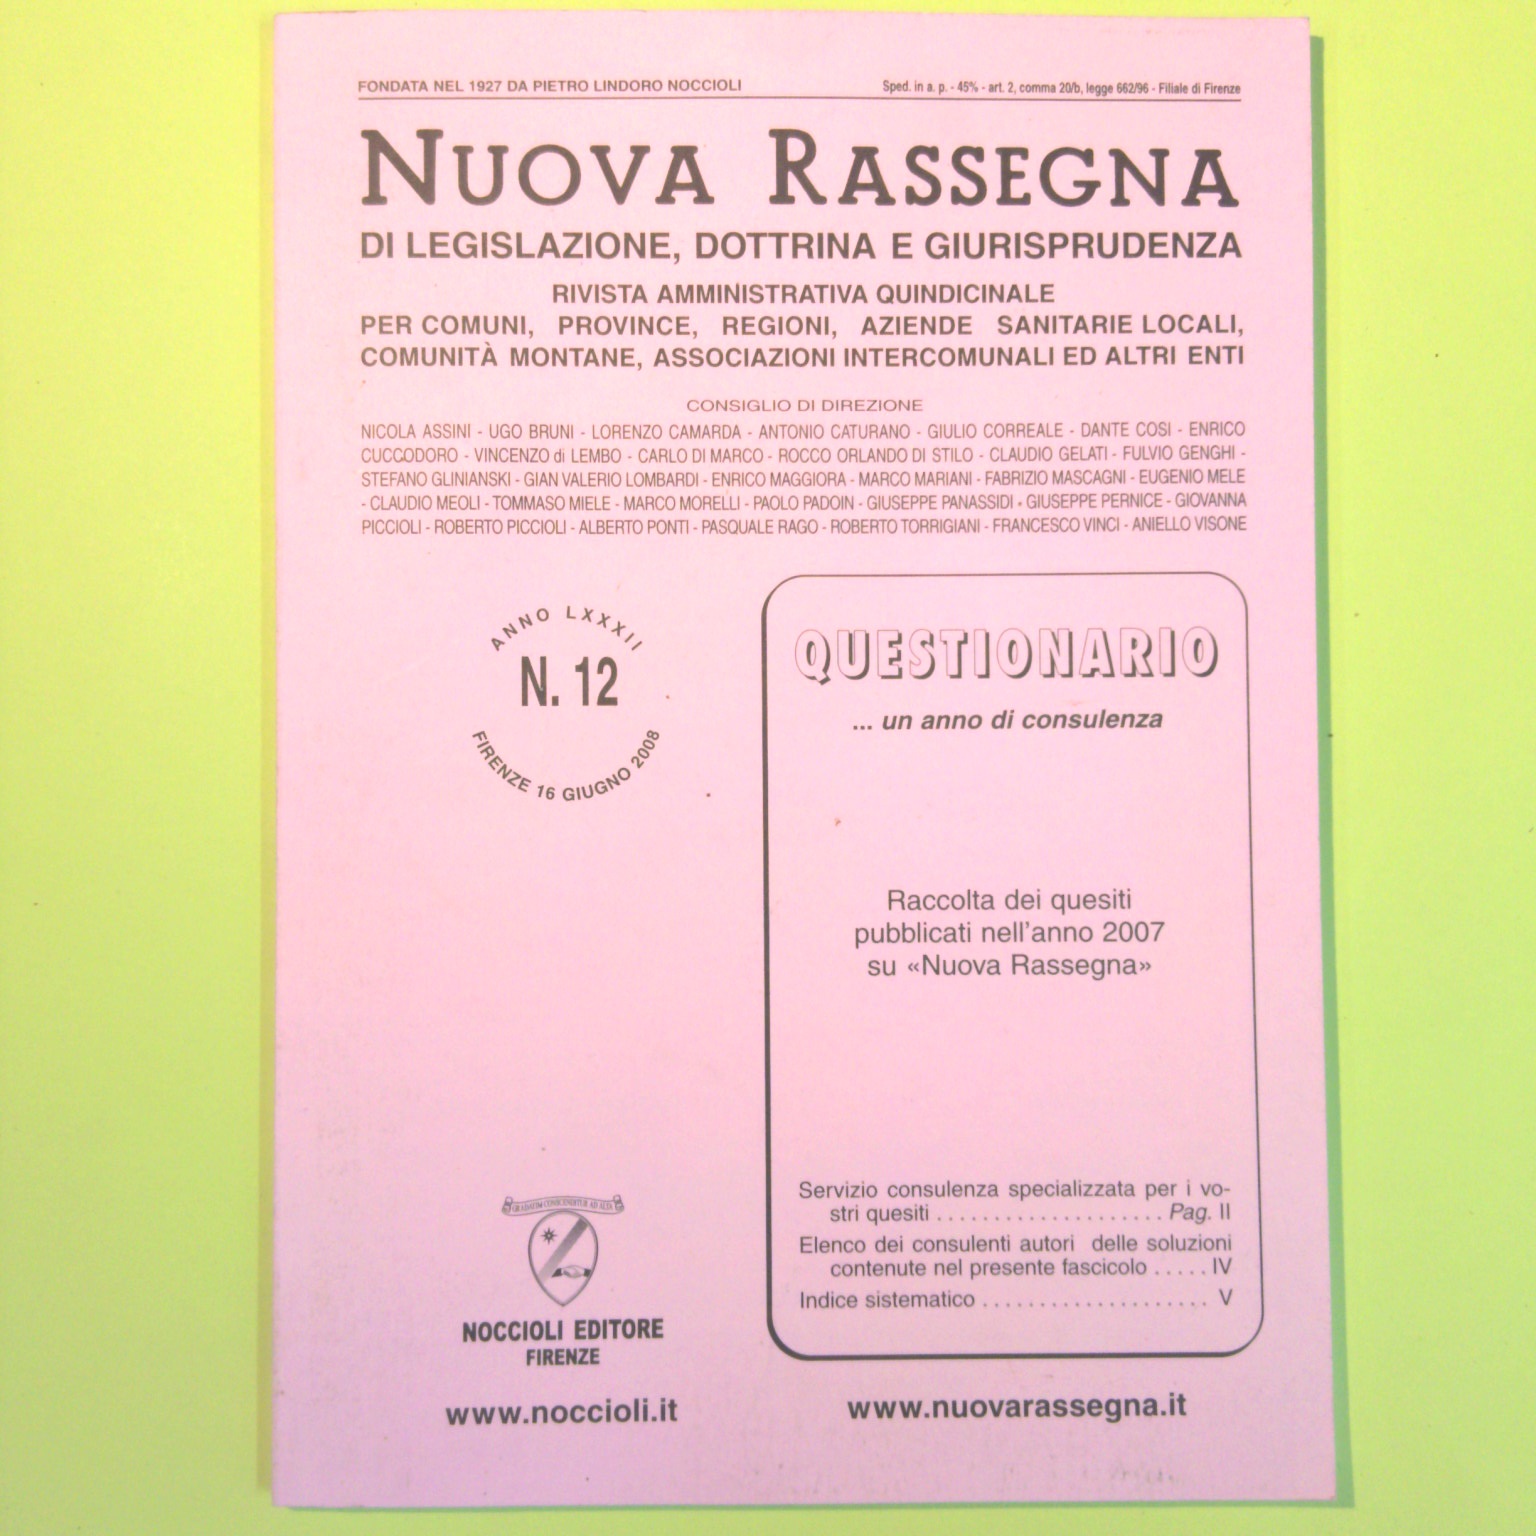 FONDATA NEL 1927 DA PIETRO LINDORO NOCCIOLI
Sped. in a. p. - 45% - art. 2, comma 20/b, legge 662/96 - Filiale di Firenze
NUOVA RASSEGNA
DI LEGISLAZIONE, DOTTRINA E GIURISPRUDENZA
RIVISTA AMMINISTRATIVA QUINDICINALE
PER COMUNI, PROVINCE, REGIONI, AZIENDE SANITARIE LOCALI,
COMUNITÀ MONTANE, ASSOCIAZIONI INTERCOMUNALI ED ALTRI ENTI
CONSIGLIO DI DIREZIONE
NICOLA ASSINI - UGO BRUNI - LORENZO CAMARDA - ANTONIO CATURANO - GIULIO CORREALE - DANTE COSI - ENRICO
CUCCODORO - VINCENZO di LEMBO - CARLO DI MARCO - ROCCO ORLANDO DI STILO - CLAUDIO GELATI - FULVIO GENGHI -
STEFANO GLINIANSKI - GIAN VALERIO LOMBARDI - ENRICO MAGGIORA - MARCO MARIANI - FABRIZIO MASCAGNI - EUGENIO MELE
- CLAUDIO MEOLI - TOMMASO MIELE - MARCO MORELLI - PAOLO PADOIN - GIUSEPPE PANASSIDI - GIUSEPPE PERNICE - GIOVANNA
PICCIOLI - ROBERTO PICCIOLI - ALBERTO PONTI - PASQUALE RAGO - ROBERTO TORRIGIANI - FRANCESCO VINCI - ANIELLO VISONE
ANNO LXXXII
N. 12
FIRENZE 16 GIUGNO 2008
QUESTIONARIO
... un anno di consulenza
Raccolta dei quesiti
pubblicati nell'anno 2007
su «Nuova Rassegna»
Servizio consulenza specializzata per i vo-
stri quesiti .................... Pag. II
Elenco dei consulenti autori delle soluzioni
contenute nel presente fascicolo ..... IV
Indice sistematico .................... V
GRADATIM CONSCENDITUR AD ALTA
NOCCIOLI EDITORE
FIRENZE
www.noccioli.it
www.nuovarassegna.it